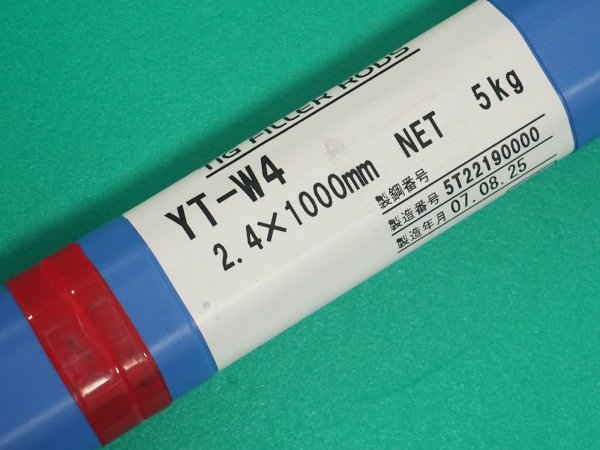 TIG FILLER RODS
YT-W4
2.4×1000mm NET 5kg
製鋼番号
製造番号 5T22190000
製造年月 07.08.25